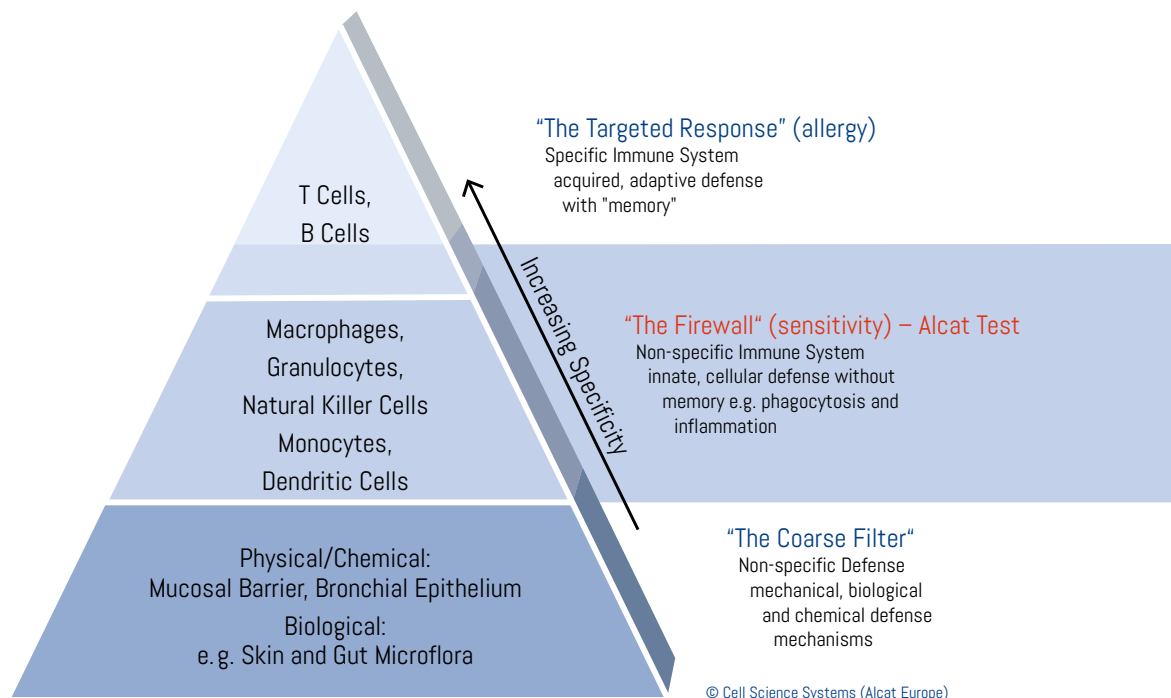 T Cells,
B Cells
Macrophages,
Granulocytes,
Natural Killer Cells
Monocytes,
Dendritic Cells
Physical/Chemical:
Mucosal Barrier, Bronchial Epithelium
Biological:
e. g. Skin and Gut Microflora
Increasing Specificity
“The Targeted Response” (allergy)
Specific Immune System
acquired, adaptive defense
with "memory"
“The Firewall“ (sensitivity) – Alcat Test
Non-specific Immune System
innate, cellular defense without
memory e.g. phagocytosis and
inflammation
“The Coarse Filter“
Non-specific Defense
mechanical, biological
and chemical defense
mechanisms
© Cell Science Systems (Alcat Europe)